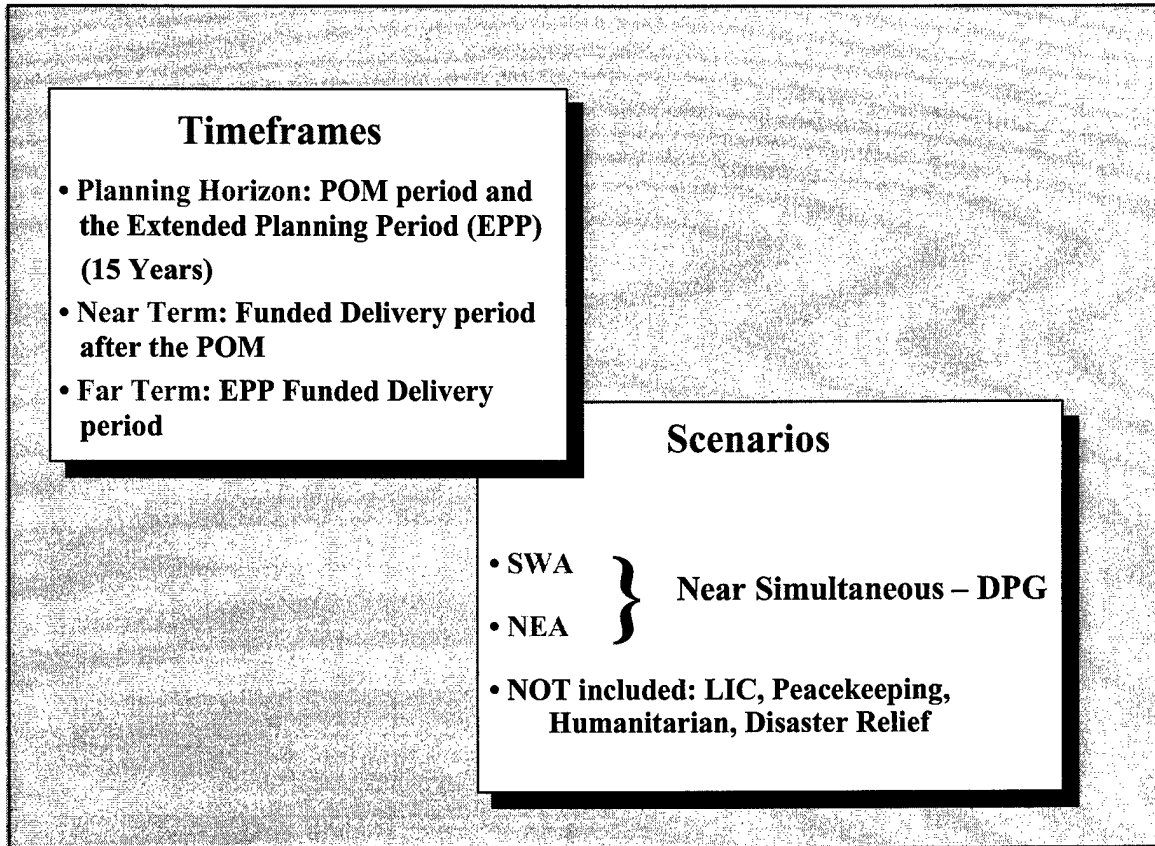 Timeframes
• Planning Horizon: POM period and
the Extended Planning Period (EPP)
(15 Years)
• Near Term: Funded Delivery period
after the POM
• Far Term: EPP Funded Delivery
period
Scenarios
• SWA
• NEA
} Near Simultaneous – DPG
• NOT included: LIC, Peacekeeping,
Humanitarian, Disaster Relief